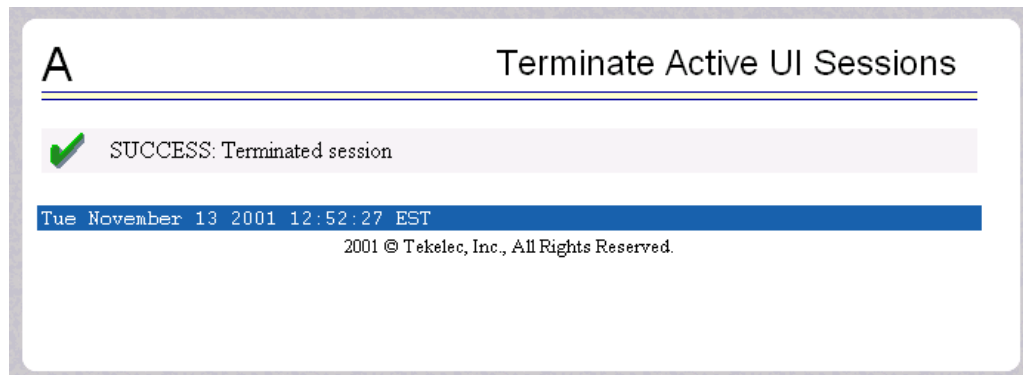 A
Terminate Active UI Sessions
SUCCESS: Terminated session
Tue November 13 2001 12:52:27 EST
2001 © Tekelec, Inc., All Rights Reserved.